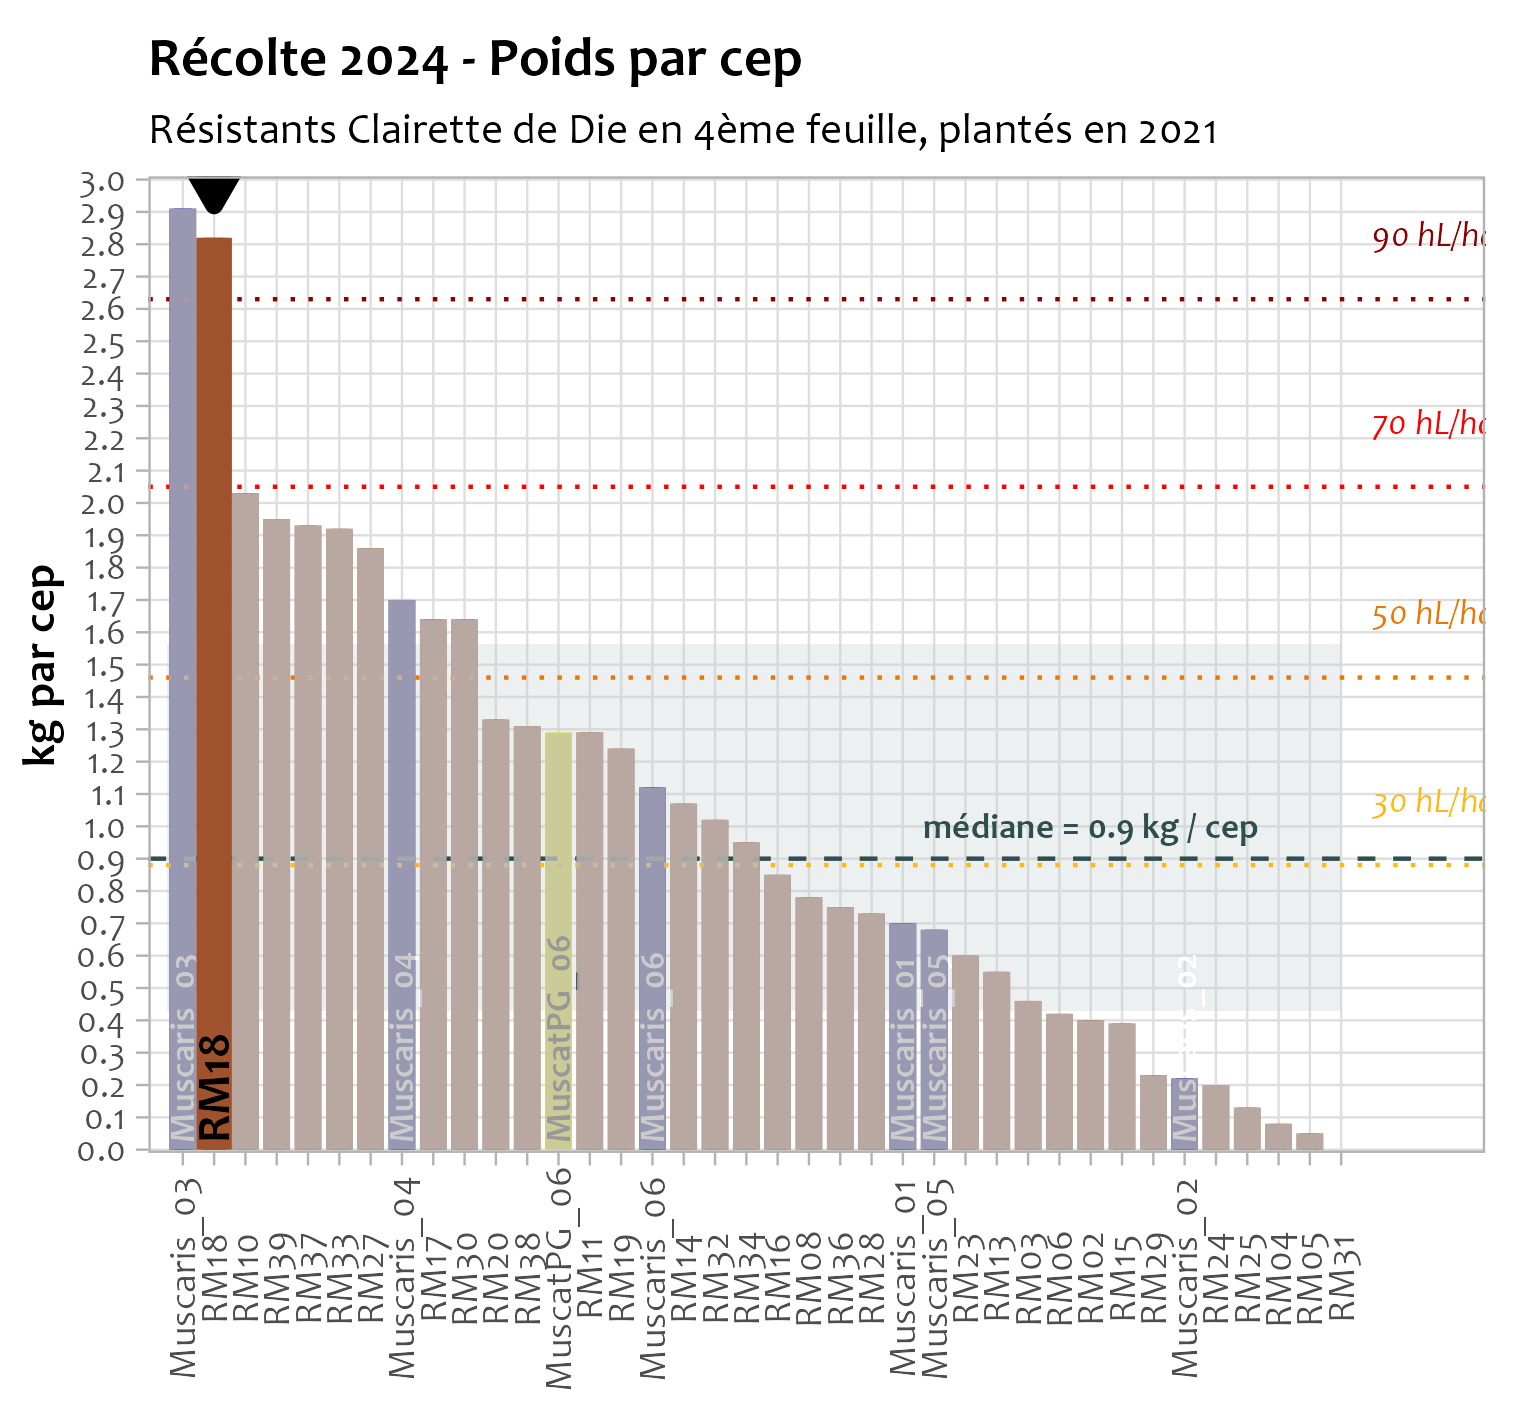 Récolte 2024 - Poids par cep
Résistants Clairette de Die en 4ème feuille, plantés en 2021
kg par cep
3.0
2.9
2.8
2.7
2.6
2.5
2.4
2.3
2.2
2.1
2.0
1.9
1.8
1.7
1.6
1.5
1.4
1.3
1.2
1.1
1.0
0.9
0.8
0.7
0.6
0.5
0.4
0.3
0.2
0.1
0.0
90 hL/ha
70 hL/ha
50 hL/ha
30 hL/ha
médiane = 0.9 kg / cep
Muscaris_03
RM18
Muscaris_04
MuscatPG_06
Muscaris_06
Muscaris_01
Muscaris_05
Muscaris_02
Muscaris_03
RM18
RM10
RM39
RM37
RM33
RM27
Muscaris_04
RM17
RM30
RM20
RM38
MuscatPG_06
RM11
RM19
Muscaris_06
RM14
RM32
RM34
RM16
RM08
RM36
RM28
Muscaris_01
Muscaris_05
RM23
RM13
RM03
RM06
RM02
RM15
RM29
Muscaris_02
RM24
RM25
RM04
RM05
RM31